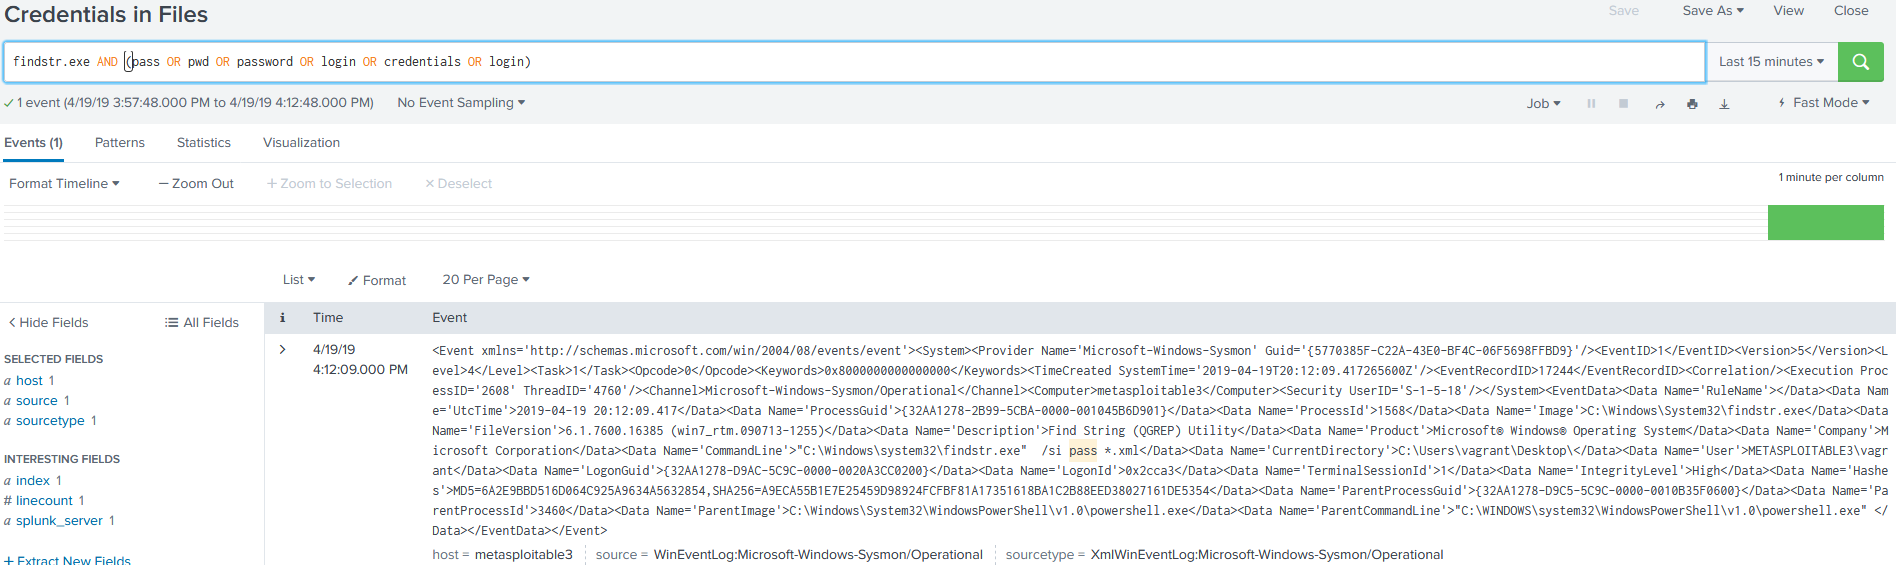 Credentials in Files
Save Save As View Close
findstr.exe AND (pass OR pwd OR password OR login OR credentials OR login)
Last 15 minutes
1 event (4/19/19 3:57:48.000 PM to 4/19/19 4:12:48.000 PM) No Event Sampling
Job Fast Mode
Events (1) Patterns Statistics Visualization
Format Timeline — Zoom Out + Zoom to Selection × Deselect
1 minute per column
List Format 20 Per Page
< Hide Fields All Fields
i Time Event
SELECTED FIELDS
a host 1
a source 1
a sourcetype 1
INTERESTING FIELDS
a index 1
# linecount 1
a splunk_server 1
+ Extract New Fields
4/19/19
4:12:09.000 PM
<Event xmlns='http://schemas.microsoft.com/win/2004/08/events/event'><System><Provider Name='Microsoft-Windows-Sysmon' Guid='{5770385F-C22A-43E0-BF4C-06F5698FFBD9}'/><EventID>1</EventID><Version>5</Version><L
evel>4</Level><Task>1</Task><Opcode>0</Opcode><Keywords>0x8000000000000000</Keywords><TimeCreated SystemTime='2019-04-19T20:12:09.417265600Z'/><EventRecordID>17244</EventRecordID><Correlation/><Execution Proc
essID='2608' ThreadID='4760'/><Channel>Microsoft-Windows-Sysmon/Operational</Channel><Computer>metasploitable3</Computer><Security UserID='S-1-5-18'/></System><EventData><Data Name='RuleName'></Data><Data Nam
e='UtcTime'>2019-04-19 20:12:09.417</Data><Data Name='ProcessGuid'>{32AA1278-2B99-5CBA-0000-001045B6D901}</Data><Data Name='ProcessId'>1568</Data><Data Name='Image'>C:\Windows\System32\findstr.exe</Data><Data
Name='FileVersion'>6.1.7600.16385 (win7_rtm.090713-1255)</Data><Data Name='Description'>Find String (QGREP) Utility</Data><Data Name='Product'>Microsoft® Windows® Operating System</Data><Data Name='Company'>M
icrosoft Corporation</Data><Data Name='CommandLine'>"C:\Windows\system32\findstr.exe" /si pass *.xml</Data><Data Name='CurrentDirectory'>C:\Users\vagrant\Desktop\</Data><Data Name='User'>METASPLOITABLE3\vagr
ant</Data><Data Name='LogonGuid'>{32AA1278-D9AC-5C9C-0000-0020A3CC0200}</Data><Data Name='LogonId'>0x2cca3</Data><Data Name='TerminalSessionId'>1</Data><Data Name='IntegrityLevel'>High</Data><Data Name='Hashe
s'>MD5=6A2E9BBD516D064C925A9634A5632854,SHA256=A9ECA55B1E7E25459D98924FCFBF81A17351618BA1C2B88EED38027161DE5354</Data><Data Name='ParentProcessGuid'>{32AA1278-D9C5-5C9C-0000-0010B35F0600}</Data><Data Name='Pa
rentProcessId'>3460</Data><Data Name='ParentImage'>C:\Windows\System32\WindowsPowerShell\v1.0\powershell.exe</Data><Data Name='ParentCommandLine'>"C:\WINDOWS\system32\WindowsPowerShell\v1.0\powershell.exe" </
Data></EventData></Event>
host = metasploitable3 source = WinEventLog:Microsoft-Windows-Sysmon/Operational sourcetype = XmlWinEventLog:Microsoft-Windows-Sysmon/Operational